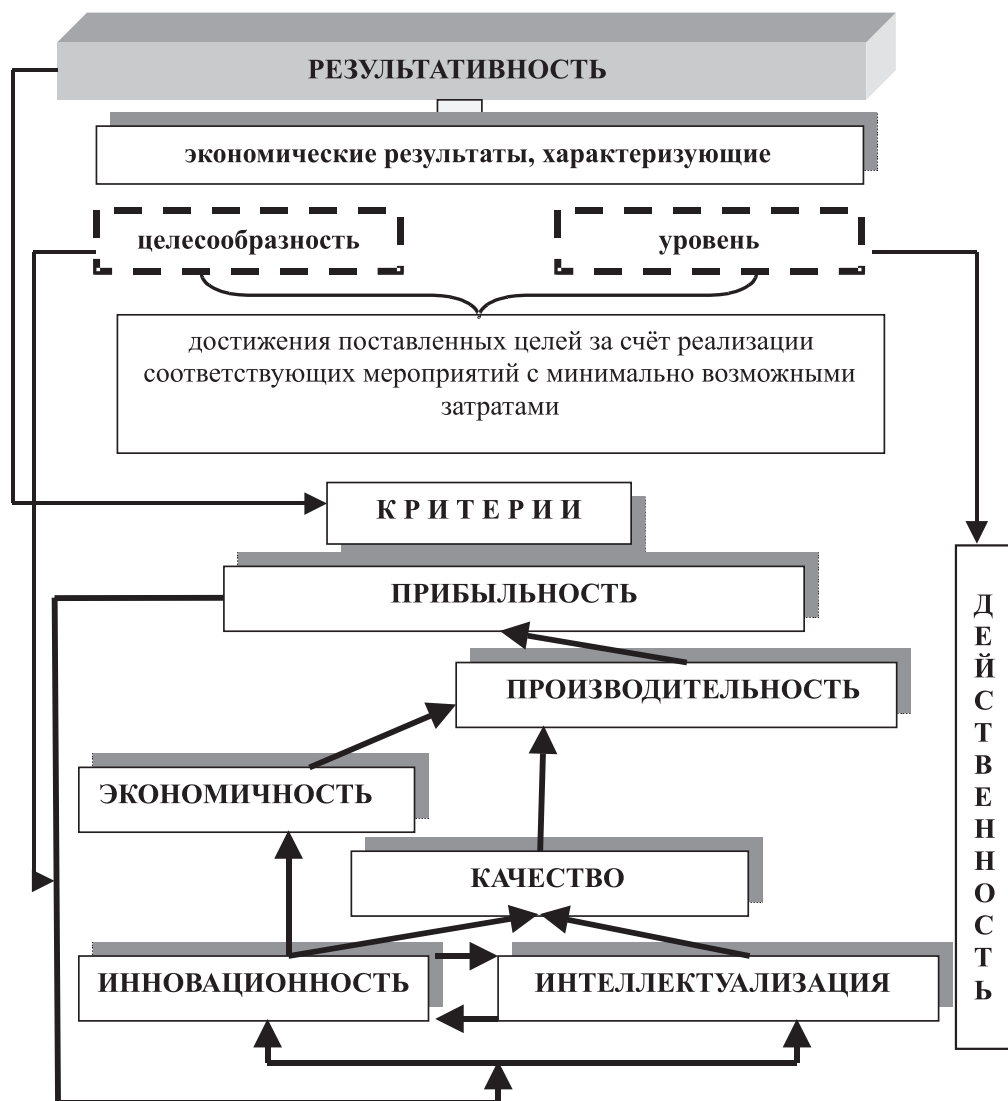 РЕЗУЛЬТАТИВНОСТЬ
экономические результаты, характеризующие
целесообразность
уровень
достижения поставленных целей за счёт реализации
соответствующих мероприятий с минимально возможными
затратами
К Р И Т Е Р И И
ПРИБЫЛЬНОСТЬ
ПРОИЗВОДИТЕЛЬНОСТЬ
ЭКОНОМИЧНОСТЬ
КАЧЕСТВО
ИННОВАЦИОННОСТЬ
ИНТЕЛЛЕКТУАЛИЗАЦИЯ
ДЕЙСТВЕННОСТЬ